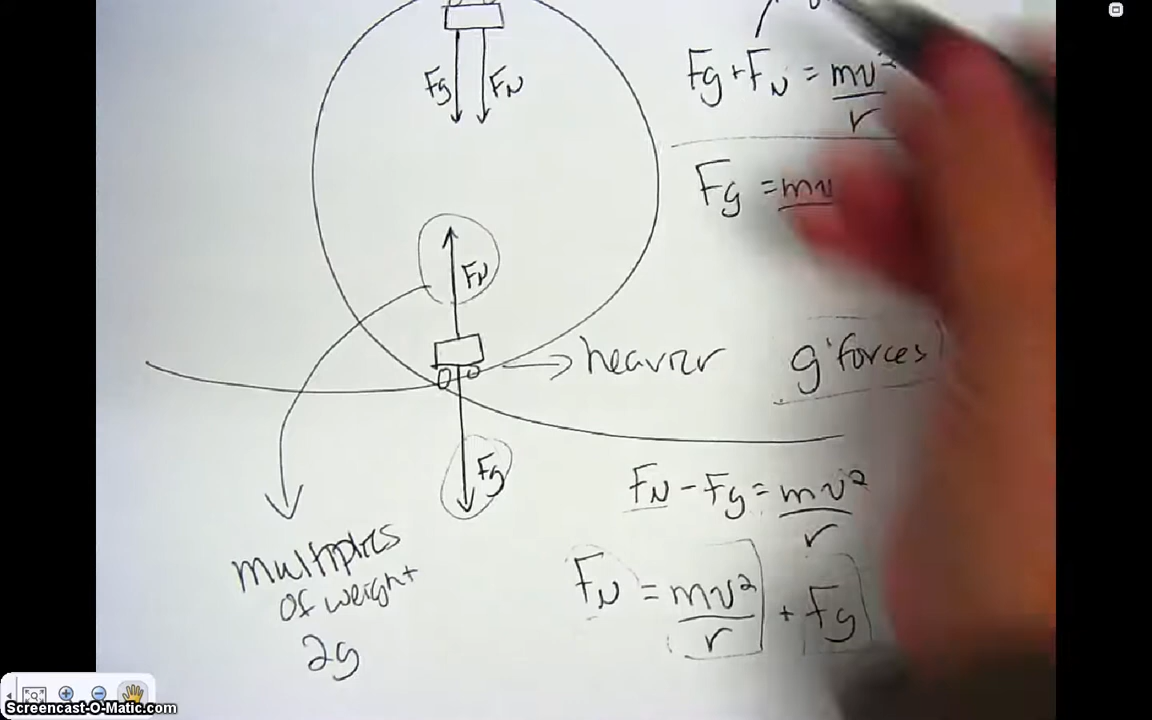 Fg FN
Fg + FN = mv²
r
Fg = mv
FN
heavier g'forces
Fg
FN - Fg = mv²
r
multiples
of weight
2g
FN = mv² + Fg
r
Screencast-O-Matic.com